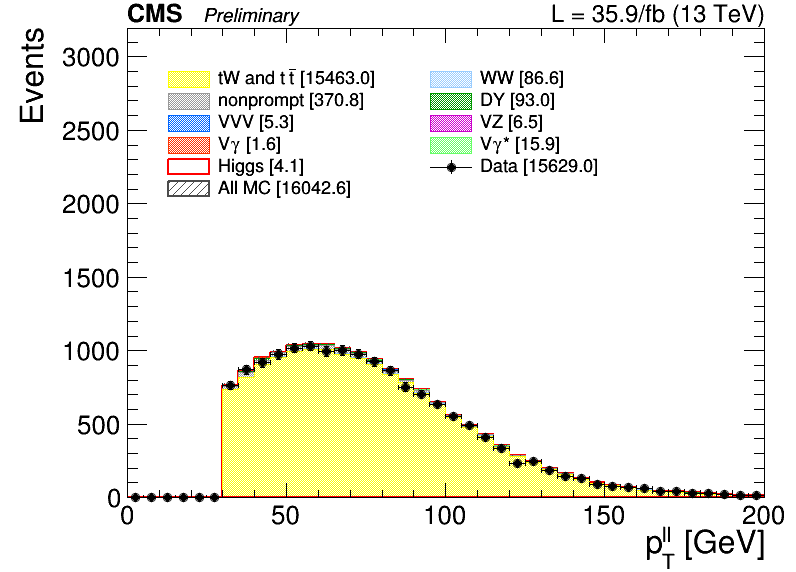 CMS Preliminary L = 35.9/fb (13 TeV)
Events
3000
2500
2000
1500
1000
500
0
tW and tt̄ [15463.0]
WW [86.6]
nonprompt [370.8]
DY [93.0]
VVV [5.3]
VZ [6.5]
Vγ [1.6]
Vγ* [15.9]
Higgs [4.1]
Data [15629.0]
All MC [16042.6]
0 50 100 150 200
p_T^ll [GeV]